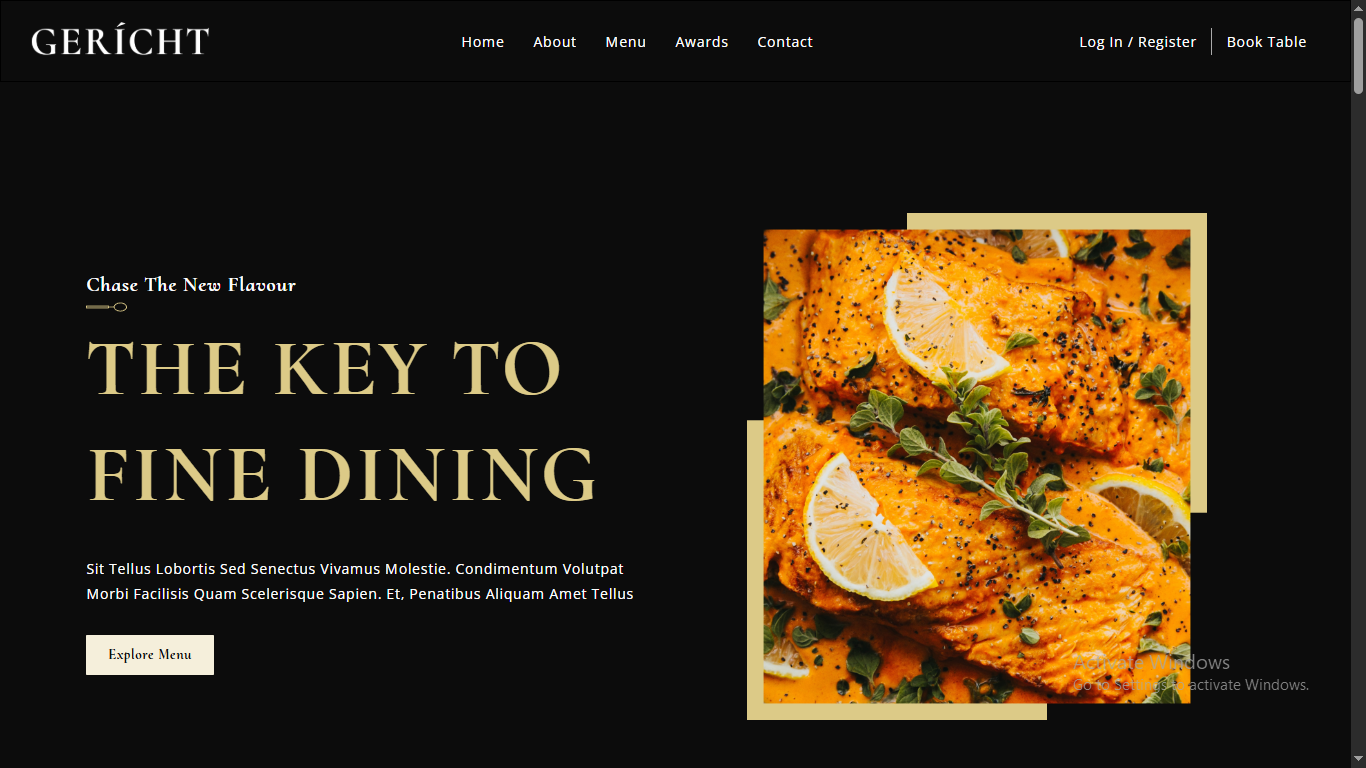 GERÍCHT
Home About Menu Awards Contact
Log In / Register Book Table
Chase The New Flavour
THE KEY TO
FINE DINING
Sit Tellus Lobortis Sed Senectus Vivamus Molestie. Condimentum Volutpat
Morbi Facilisis Quam Scelerisque Sapien. Et, Penatibus Aliquam Amet Tellus
Explore Menu
Activate Windows
Go to Settings to activate Windows.